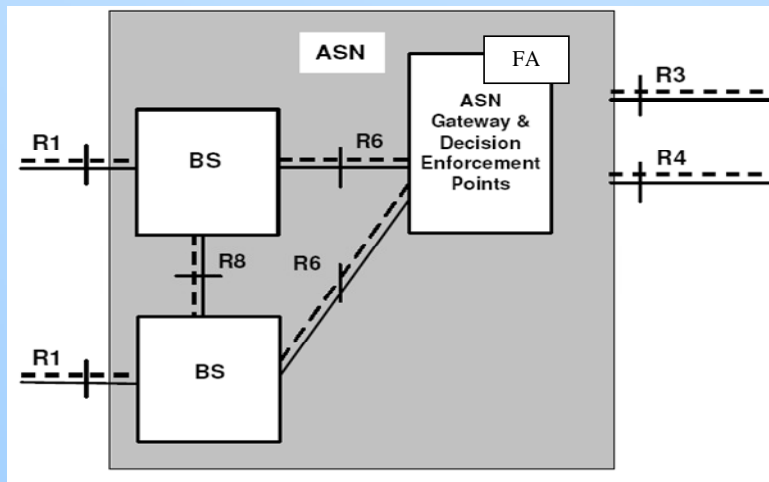 ASN
FA
R3
ASN
Gateway &
Decision
Enforcement
Points
R1
BS
R6
R4
R8
R6
R1
BS